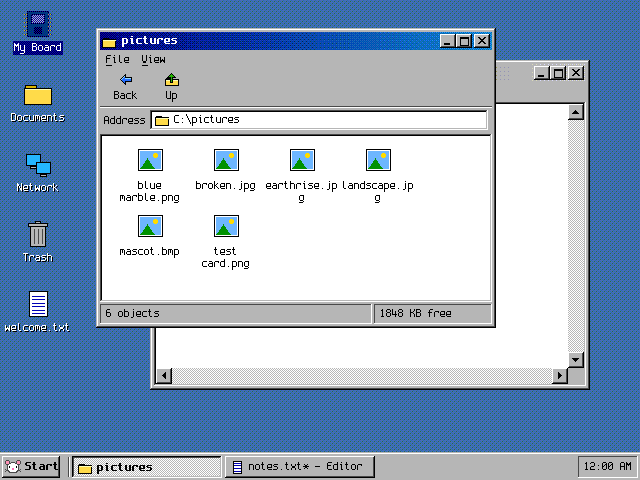 My Board
Documents
Network
Trash
welcome.txt
pictures
File View
Back Up
Address C:\pictures
blue
marble.png
broken.jpg
earthrise.jp
g
landscape.jp
g
mascot.bmp
test
card.png
6 objects
1848 KB free
Start
pictures
notes.txt* - Editor
12:00 AM